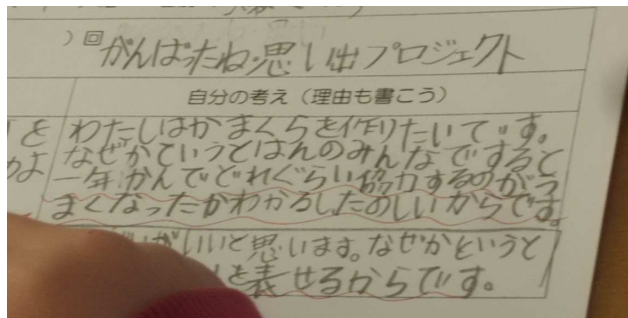 )回 がんばったね思い出プロジェクト
自分の考え（理由も書こう）
を わたしはかまくらを作りたいです。
よ なぜかというとはんのみんなですると
一年かんでどれぐらい協力するのがう
まくなったかわかるしたのしいからです。
がいいと思います。なぜかというと
を表せるからです。